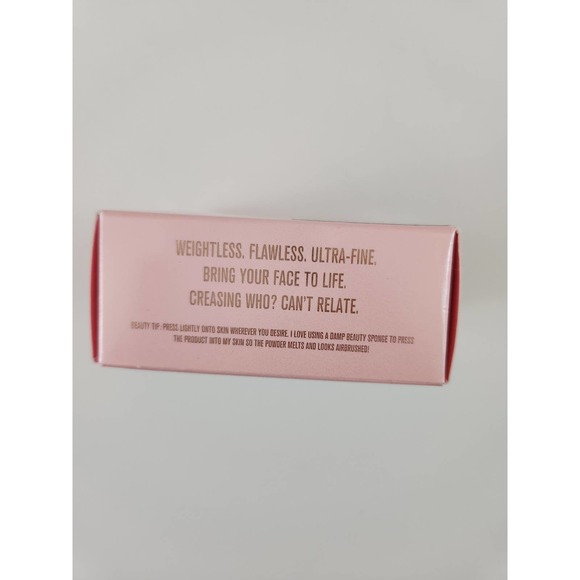 WEIGHTLESS. FLAWLESS. ULTRA-FINE.
BRING YOUR FACE TO LIFE.
CREASING WHO? CAN'T RELATE.
BEAUTY TIP: PRESS LIGHTLY ONTO SKIN WHEREVER YOU DESIRE. I LOVE USING A DAMP BEAUTY SPONGE TO PRESS
THE PRODUCT INTO MY SKIN SO THE POWDER MELTS AND LOOKS AIRBRUSHED!